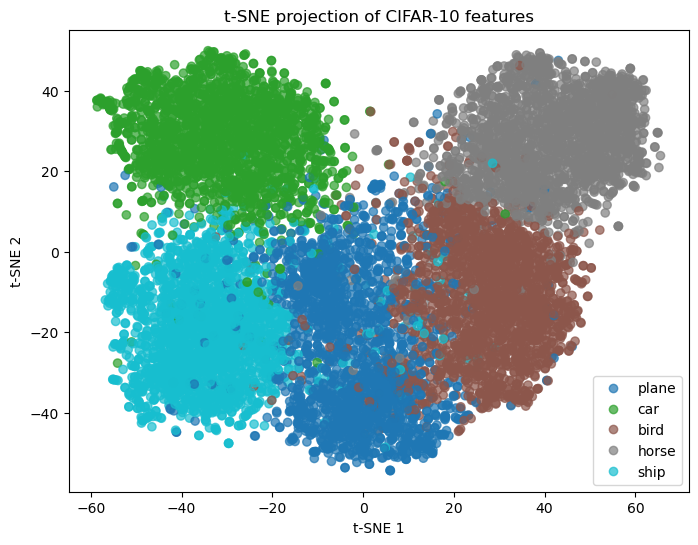 t-SNE projection of CIFAR-10 features
t-SNE 2
40
20
0
−20
−40
−60
−40
−20
0
20
40
60
t-SNE 1
plane
car
bird
horse
ship